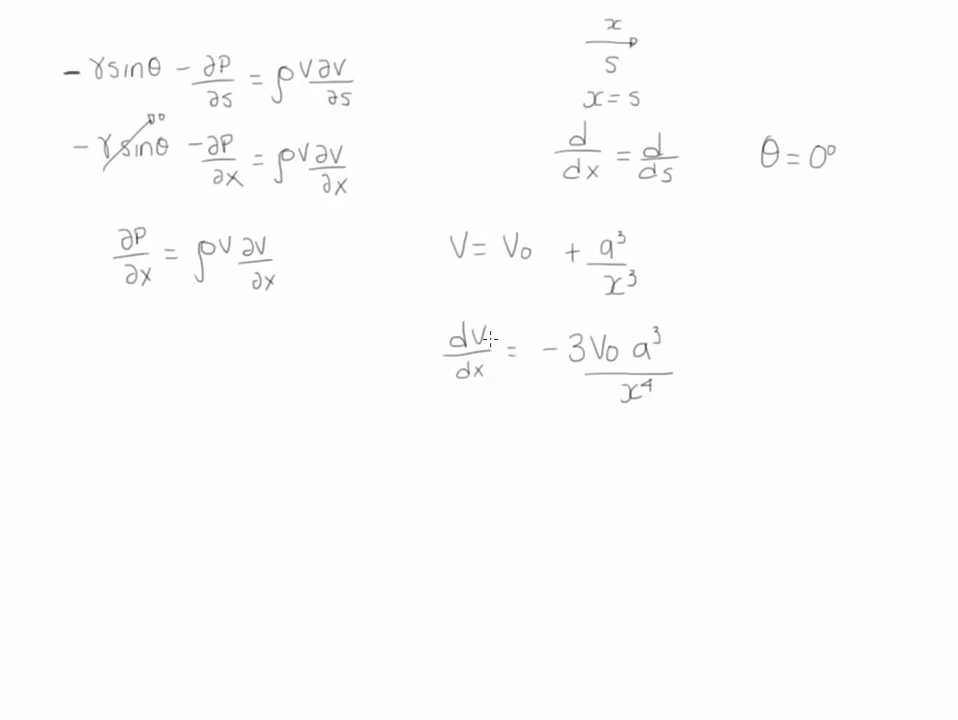 -γsinθ - ∂P/∂s = ρV ∂V/∂s
x
s
x = s
-γsinθ 0° - ∂P/∂x = ρV ∂V/∂x
d/dx = d/ds
θ = 0°
∂P/∂x = ρV ∂V/∂x
V = V₀ + a³/x³
dV/dx = -3V₀ a³/x⁴